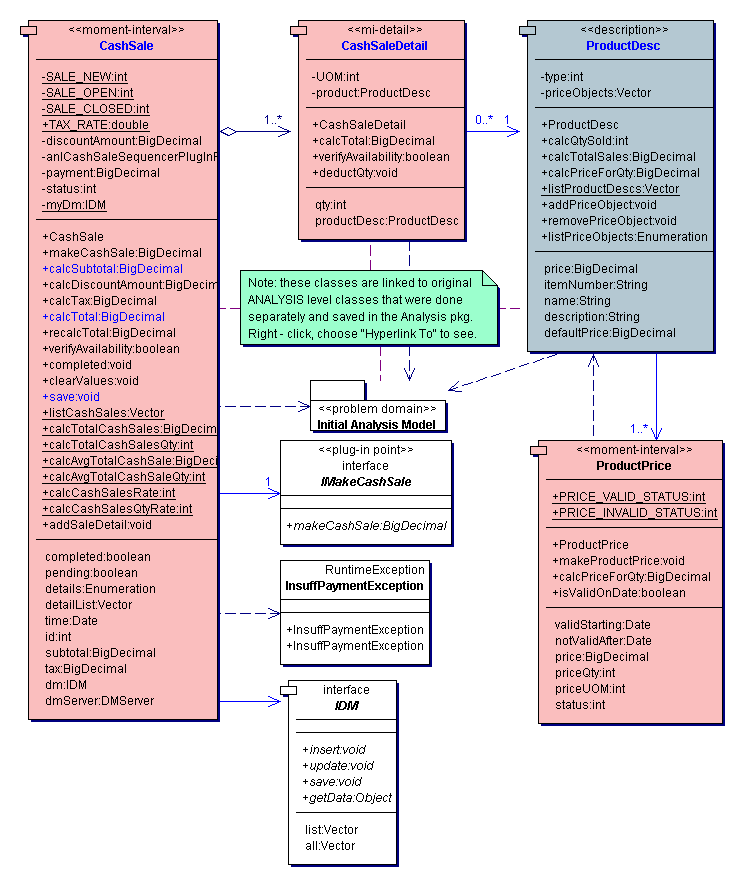 <<moment-interval>>
CashSale
-SALE_NEW:int
-SALE_OPEN:int
-SALE_CLOSED:int
+TAX_RATE:double
-discountAmount:BigDecimal
-anICashSaleSequencerPlugInP
-payment:BigDecimal
-status:int
-myDm:IDM
+CashSale
+makeCashSale:BigDecimal
+calcSubtotal:BigDecimal
+calcDiscountAmount:BigDecim
+calcTax:BigDecimal
+calcTotal:BigDecimal
+recalcTotal:BigDecimal
+verifyAvailability:boolean
+completed:void
+clearValues:void
+save:void
+listCashSales:Vector
+calcTotalCashSales:BigDecim
+calcTotalCashSalesQty:int
+calcAvgTotalCashSale:BigDeci
+calcAvgTotalCashSaleQty:int
+calcCashSalesRate:int
+calcCashSalesQtyRate:int
+addSaleDetail:void
completed:boolean
pending:boolean
details:Enumeration
detailList:Vector
time:Date
id:int
subtotal:BigDecimal
tax:BigDecimal
dm:IDM
dmServer:DMServer
1..*
<<mi-detail>>
CashSaleDetail
-UOM:int
-product:ProductDesc
+CashSaleDetail
+calcTotal:BigDecimal
+verifyAvailability:boolean
+deductQty:void
qty:int
productDesc:ProductDesc
0..* 1
<<description>>
ProductDesc
-type:int
-priceObjects:Vector
+ProductDesc
+calcQtySold:int
+calcTotalSales:BigDecimal
+calcPriceForQty:BigDecimal
+listProductDescs:Vector
+addPriceObject:void
+removePriceObject:void
+listPriceObjects:Enumeration
price:BigDecimal
itemNumber:String
name:String
description:String
defaultPrice:BigDecimal
Note: these classes are linked to original
ANALYSIS level classes that were done
separately and saved in the Analysis pkg.
Right - click, choose "Hyperlink To" to see.
<<problem domain>>
Initial Analysis Model
1
<<plug-in point>>
interface
IMakeCashSale
+makeCashSale:BigDecimal
RuntimeException
InsuffPaymentException
+InsuffPaymentException
+InsuffPaymentException
interface
IDM
+insert:void
+update:void
+save:void
+getData:Object
list:Vector
all:Vector
1..*
<<moment-interval>>
ProductPrice
+PRICE_VALID_STATUS:int
+PRICE_INVALID_STATUS:int
+ProductPrice
+makeProductPrice:void
+calcPriceForQty:BigDecimal
+isValidOnDate:boolean
validStarting:Date
notValidAfter:Date
price:BigDecimal
priceQty:int
priceUOM:int
status:int